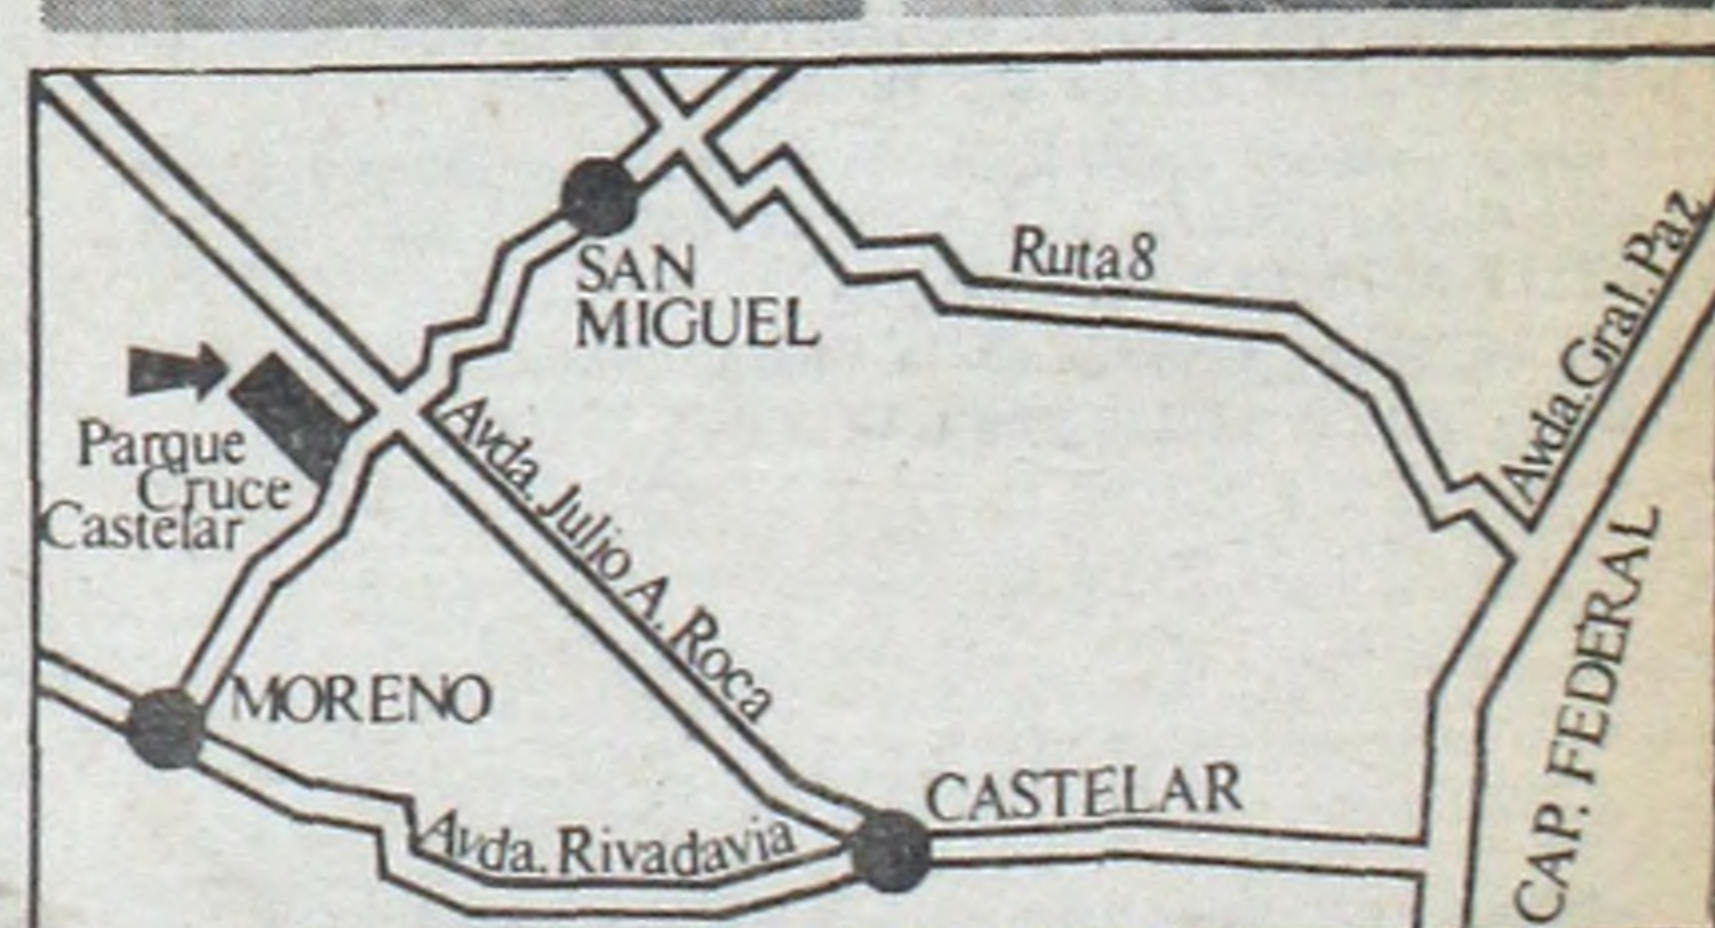 Ruta 8
Avda. Gral. Paz
SAN
MIGUEL
Parque
Cruce
Castelar
Avda. Julio A. Roca
MORENO
CASTELAR
Avda. Rivadavia
CAP. FEDERAL